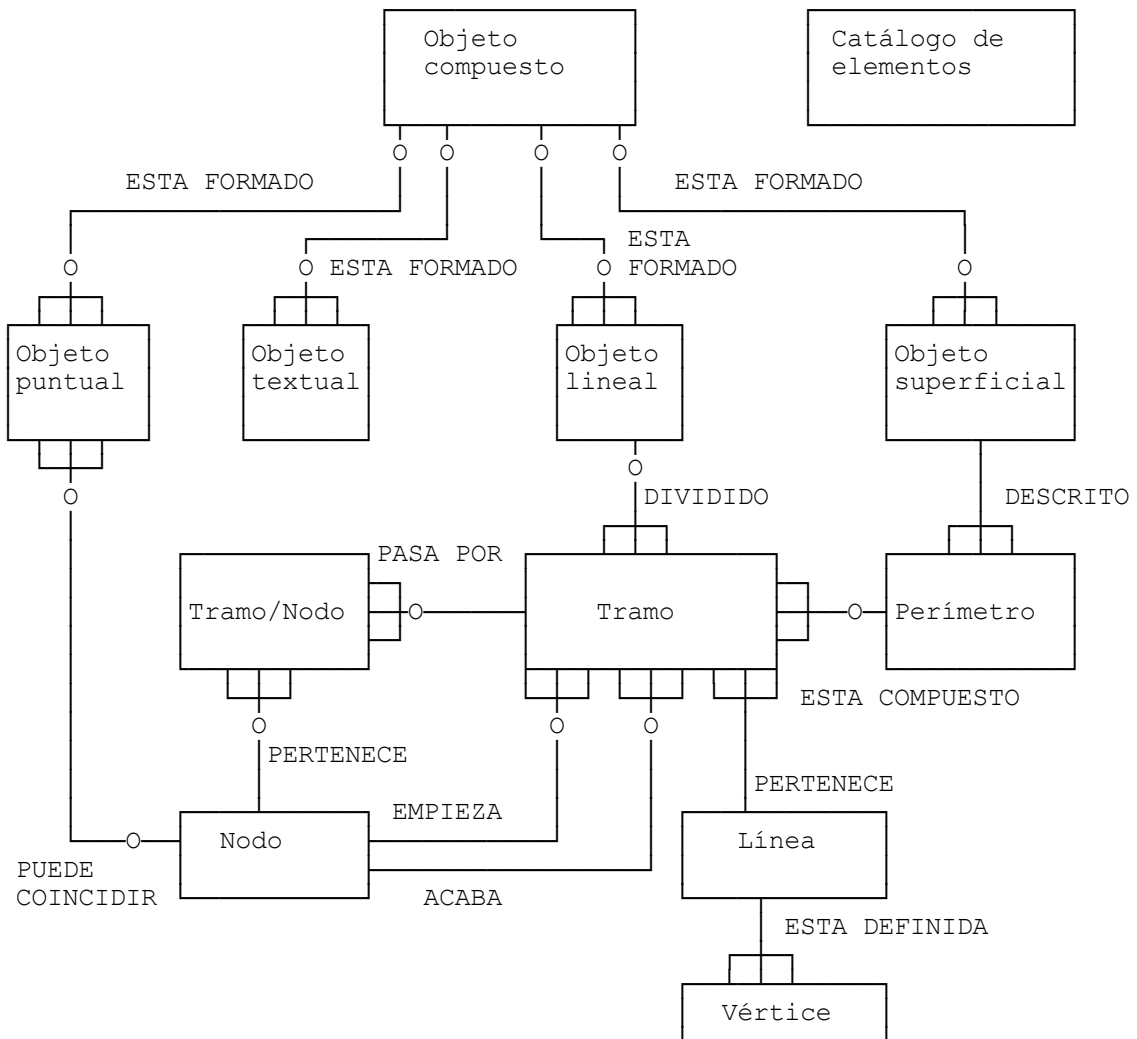 Objeto
compuesto
Catálogo de
elementos
O
O
O
O
ESTA FORMADO
ESTA FORMADO
ESTA
FORMADO
O
O
ESTA FORMADO
O
O
Objeto
puntual
Objeto
textual
Objeto
lineal
Objeto
superficial
O
O
DIVIDIDO
DESCRITO
PASA POR
Tramo/Nodo
O
Tramo
O
Perímetro
ESTA COMPUESTO
O
O
O
PERTENECE
PERTENECE
EMPIEZA
Nodo
O
Línea
PUEDE
COINCIDIR
ACABA
ESTA DEFINIDA
Vértice